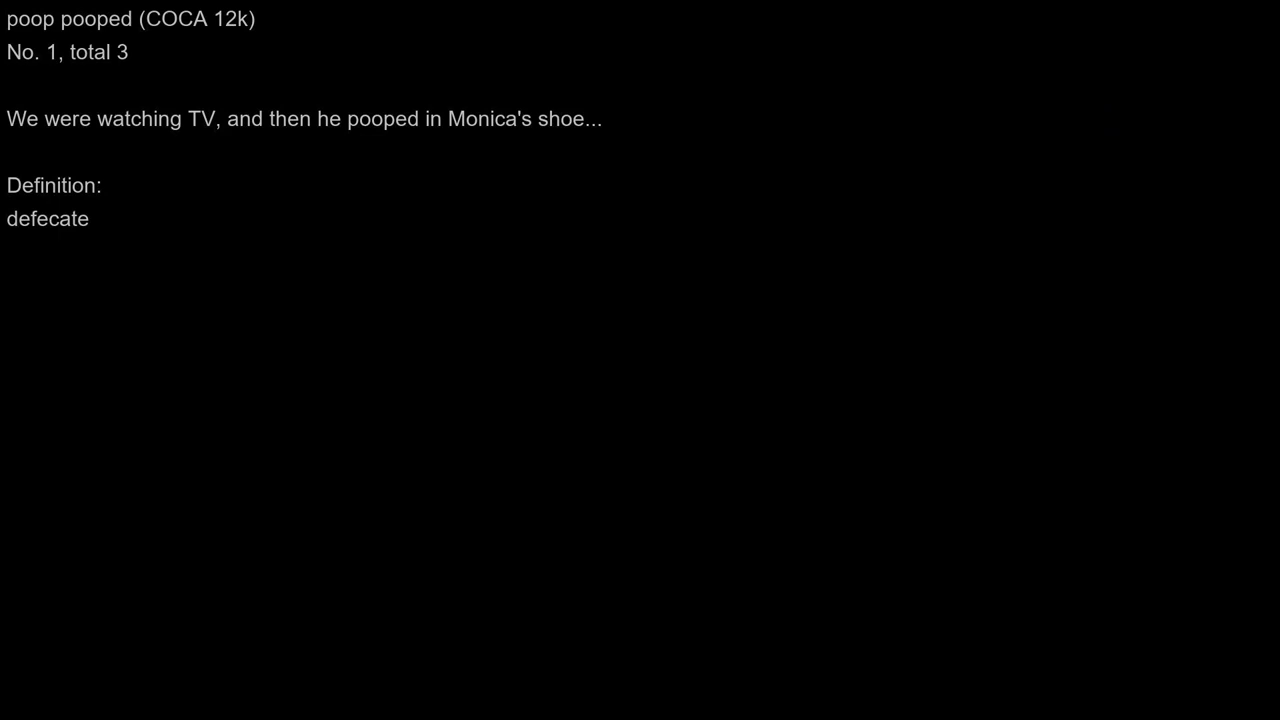 poop pooped (COCA 12k)
No. 1, total 3
We were watching TV, and then he pooped in Monica's shoe...
Definition:
defecate